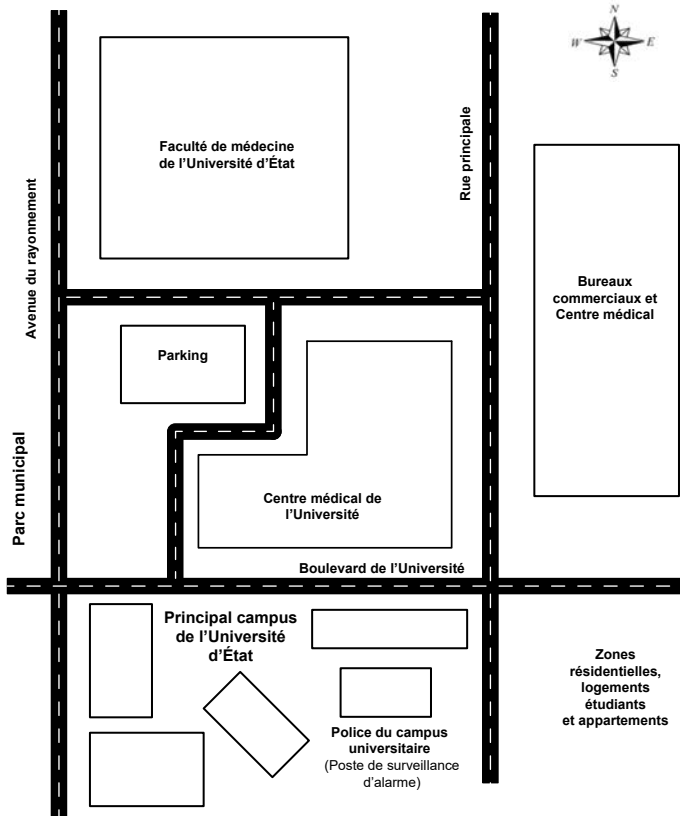 N
W E
S
Faculté de médecine
de l’Université d’État
Rue principale
Avenue du rayonnement
Bureaux
commerciaux et
Centre médical
Parking
Parc municipal
Centre médical de
l’Université
Boulevard de l’Université
Principal campus
de l’Université
d’État
Zones
résidentielles,
logements
étudiants
et appartements
Police du campus
universitaire
(Poste de surveillance
d’alarme)